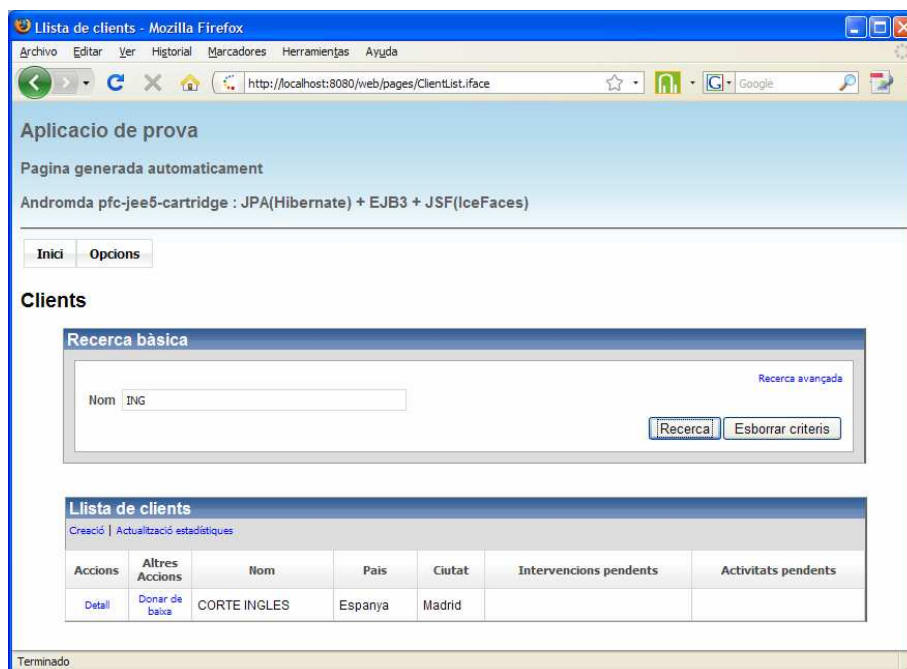 Llista de clients - Mozilla Firefox
Archivo Editar Ver Historial Marcadores Herramientas Ayuda
http://localhost:8080/web/pages/ClientList.iface G Google
Aplicacio de prova
Pagina generada automaticament
Andromda pfc-jee5-cartridge : JPA(Hibernate) + EJB3 + JSF(IceFaces)
Inici Opcions
Clients
Recerca bàsica
Recerca avançada
Nom ING
Recerca Esborrar criteris
Llista de clients
Creació | Actualització estadístiques
Accions Altres Accions Nom Pais Ciutat Intervencions pendents Activitats pendents
Detall Donar de baixa CORTE INGLES Espanya Madrid
Terminado